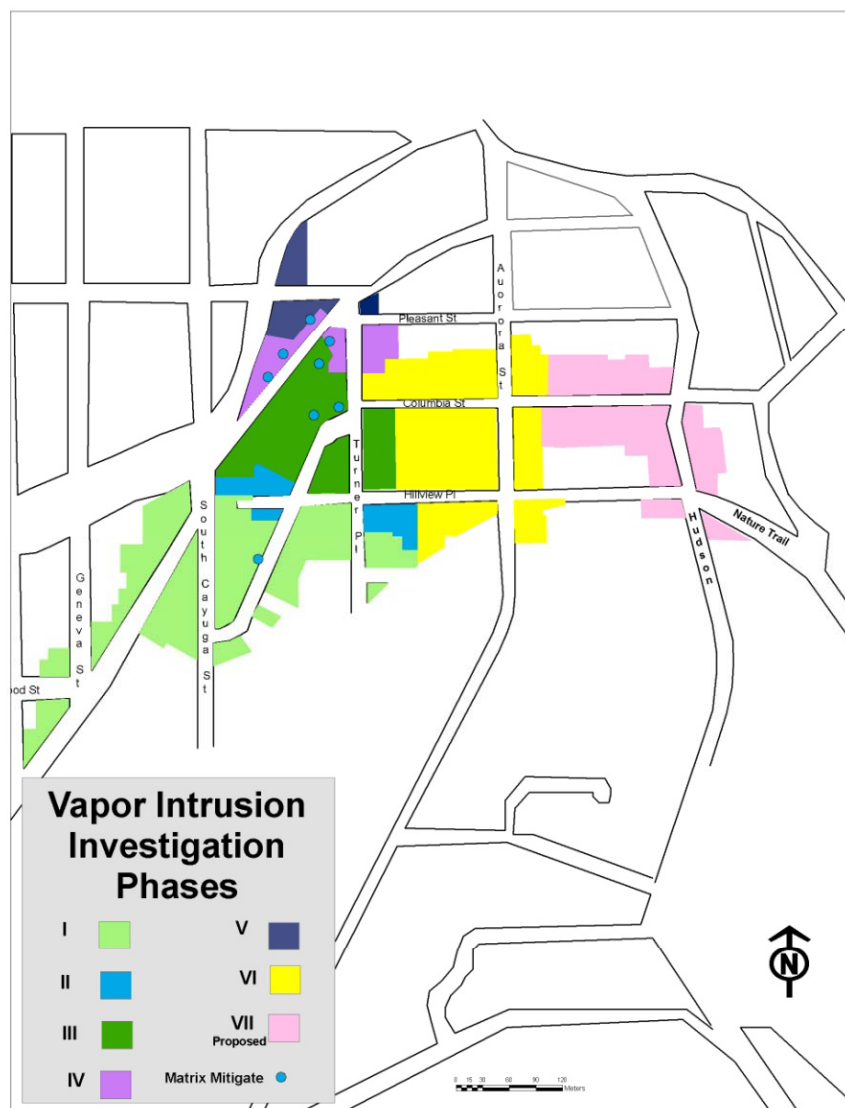 Auorora St
Pleasant St
Columbia St
Turner Pl
Hillview Pl
South Cayuga St
Hudson
Nature Trail
Geneva St
ood St
Vapor Intrusion
Investigation
Phases
I
V
II
VI
III
VII
Proposed
IV
Matrix Mitigate
N
0 15 30 60 90 120
Meters